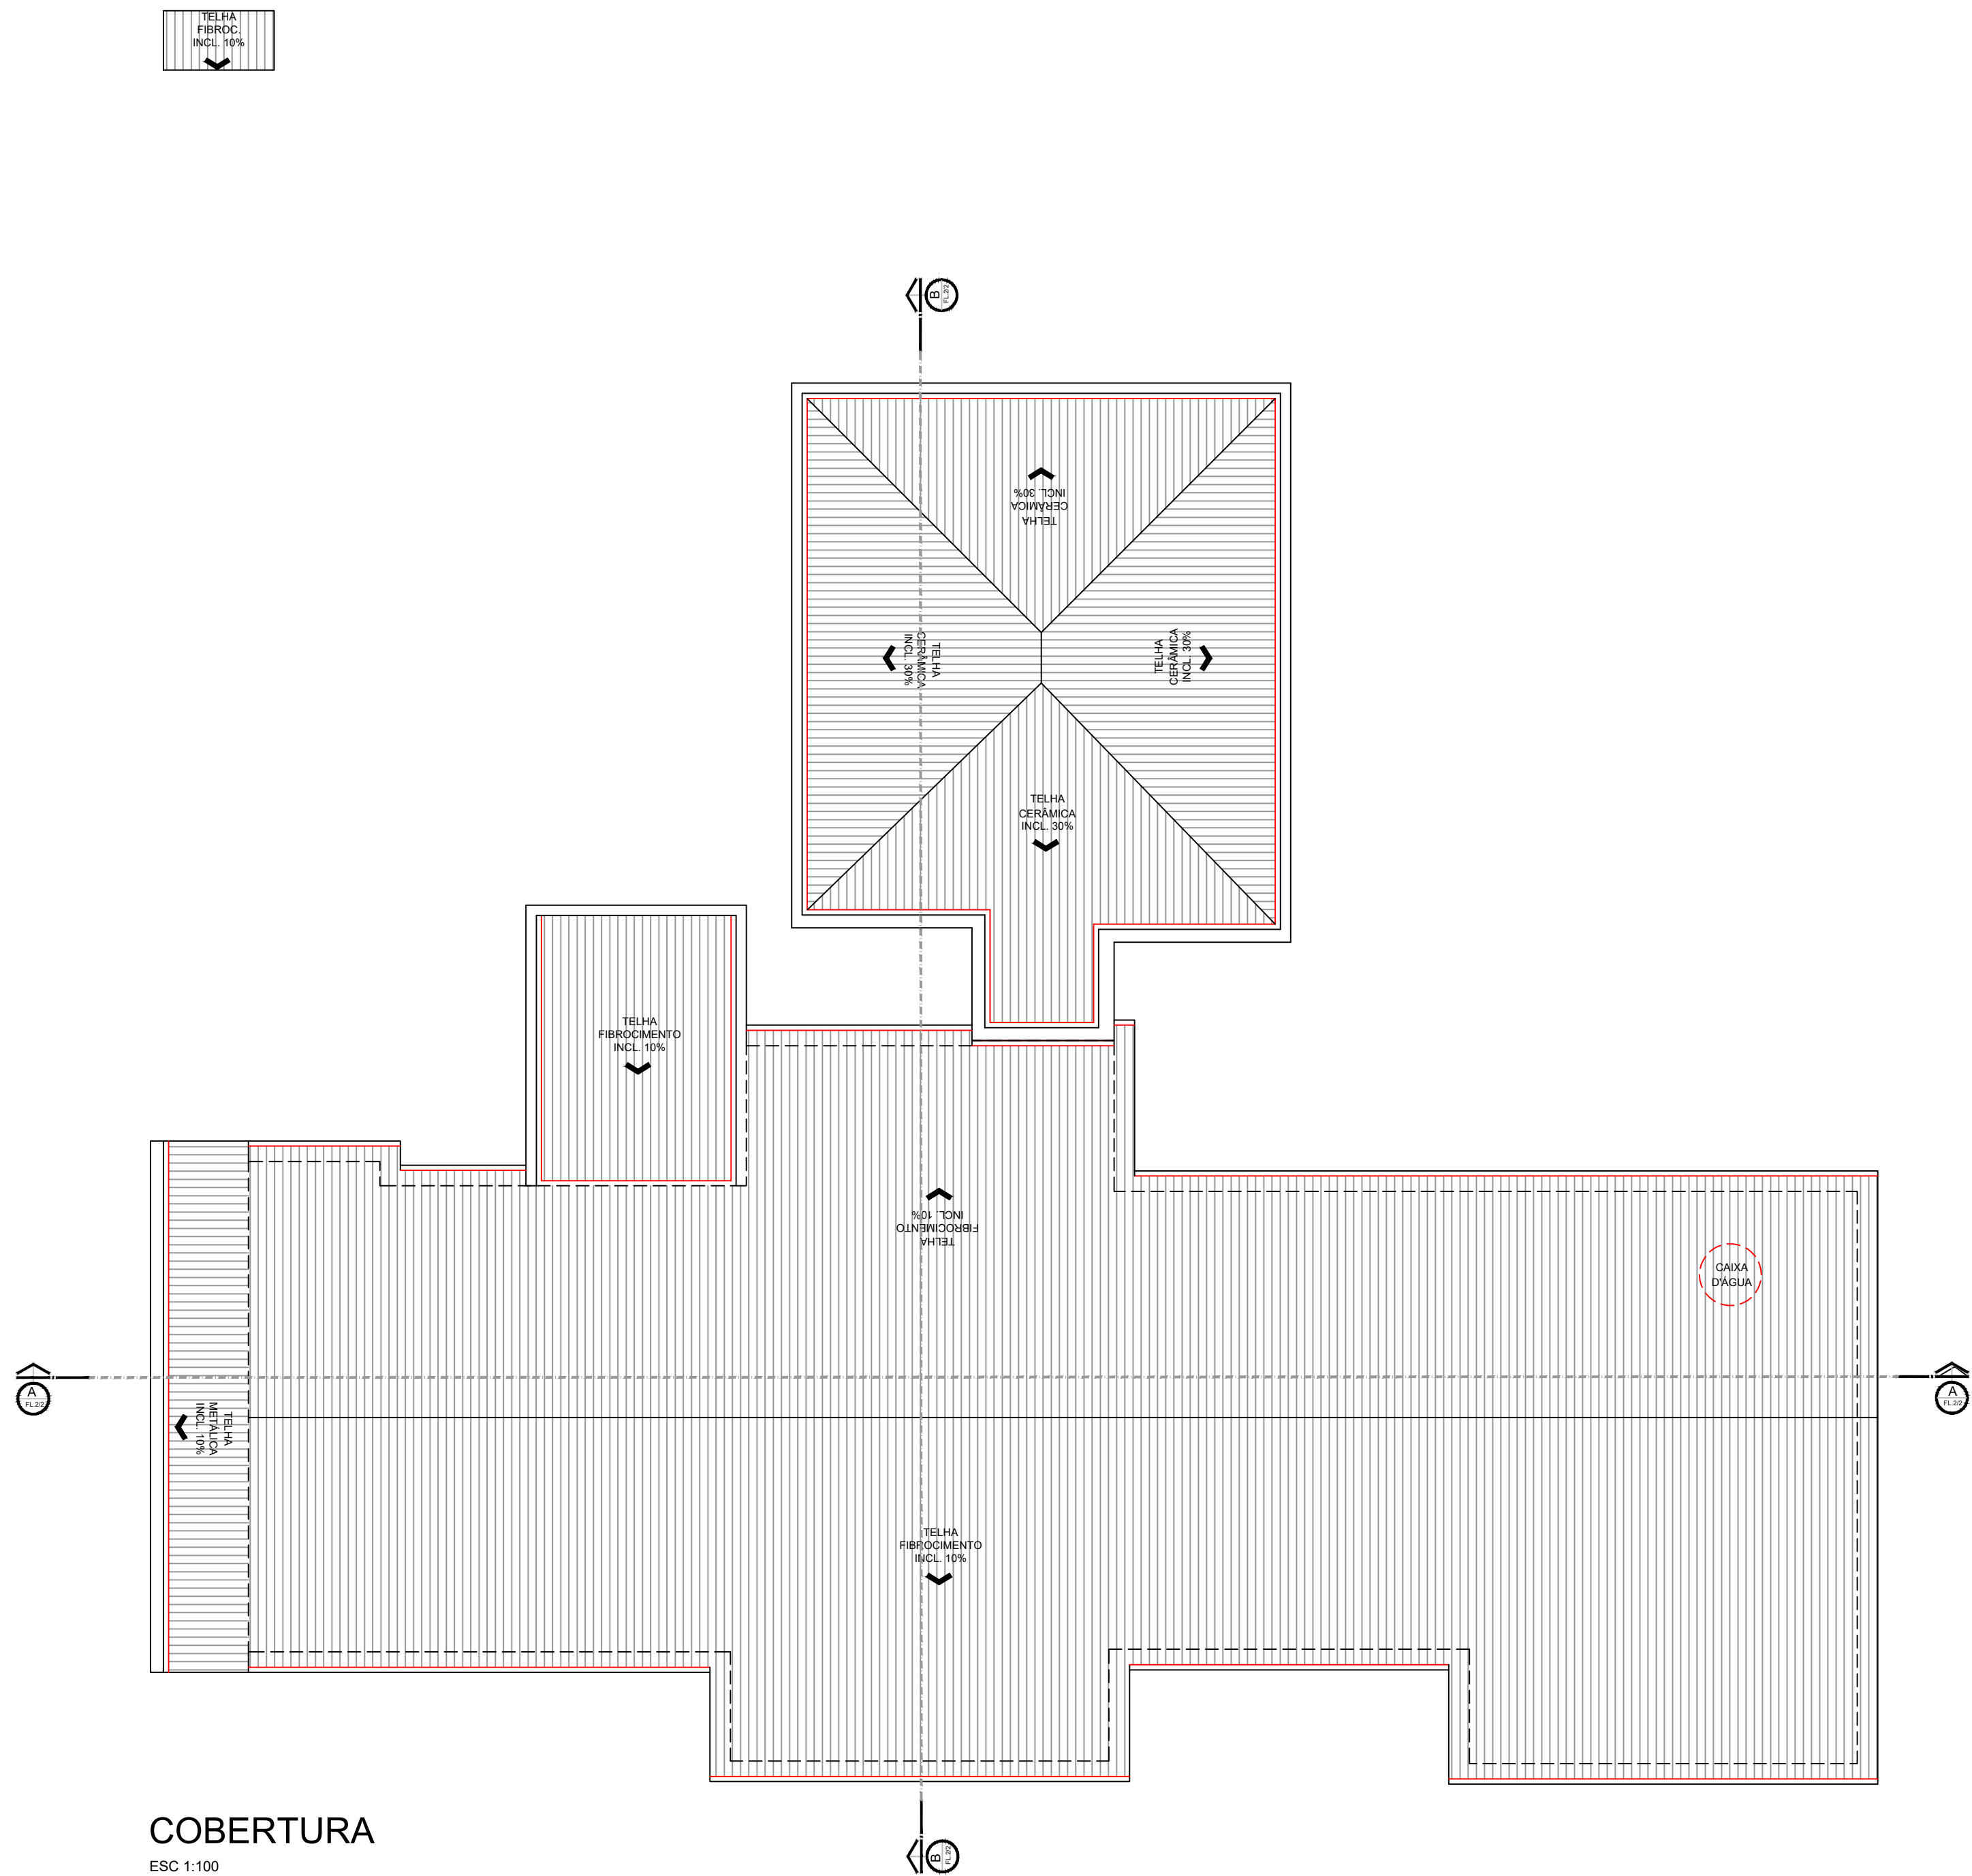 TELHA
FIBROC.
INCL. 10%
B
FL.2/2
TELHA
CERÂMICA
INCL. 30%
TELHA
CERÂMICA
INCL. 30%
TELHA
CERÂMICA
INCL. 30%
TELHA
CERÂMICA
INCL. 30%
TELHA
FIBROCIMENTO
INCL. 10%
TELHA
FIBROCIMENTO
INCL. 10%
CAIXA
D'ÁGUA
A
FL.2/2
A
FL.2/2
TELHA
METÁLICA
INCL. 10%
TELHA
FIBROCIMENTO
INCL. 10%
COBERTURA
ESC 1:100
B
FL.2/2